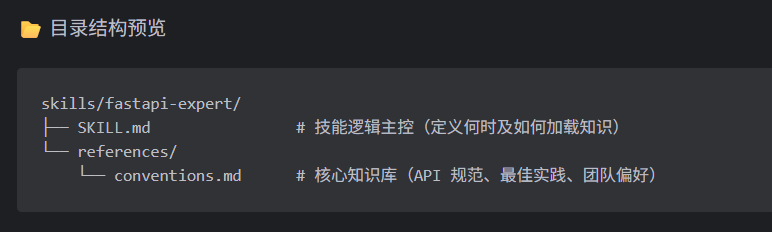 📂 目录结构预览
skills/fastapi-expert/
├── SKILL.md                # 技能逻辑主控（定义何时及如何加载知识）
└── references/
    └── conventions.md      # 核心知识库（API 规范、最佳实践、团队偏好）